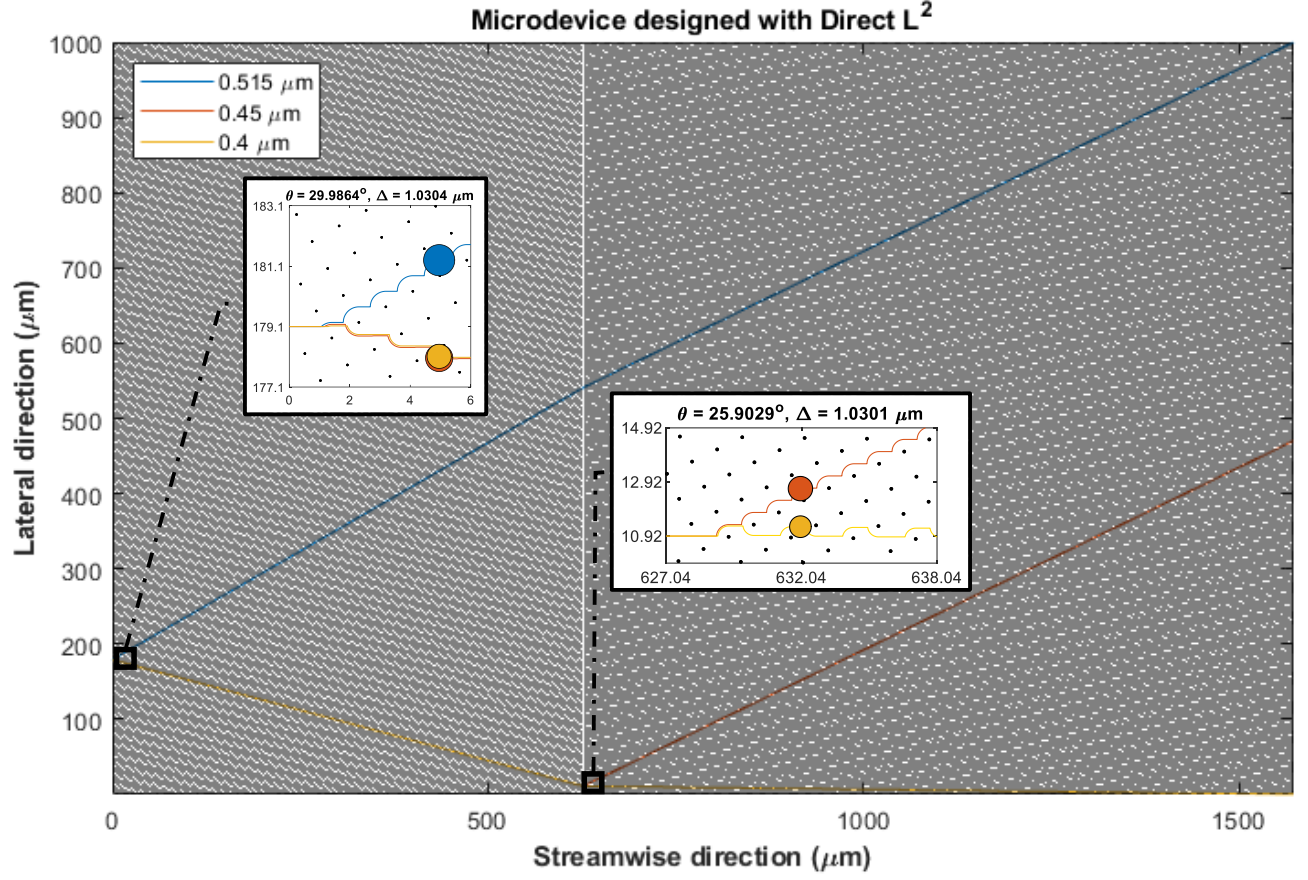 Microdevice designed with Direct L²
1000
900
800
700
600
500
400
300
200
100
Lateral direction (μm)
0.515 μm
0.45 μm
0.4 μm
θ = 29.9864°, Δ = 1.0304 μm
183.1
181.1
179.1
177.1
0 2 4 6
θ = 25.9029°, Δ = 1.0301 μm
14.92
12.92
10.92
627.04 632.04 638.04
0 500 1000 1500
Streamwise direction (μm)